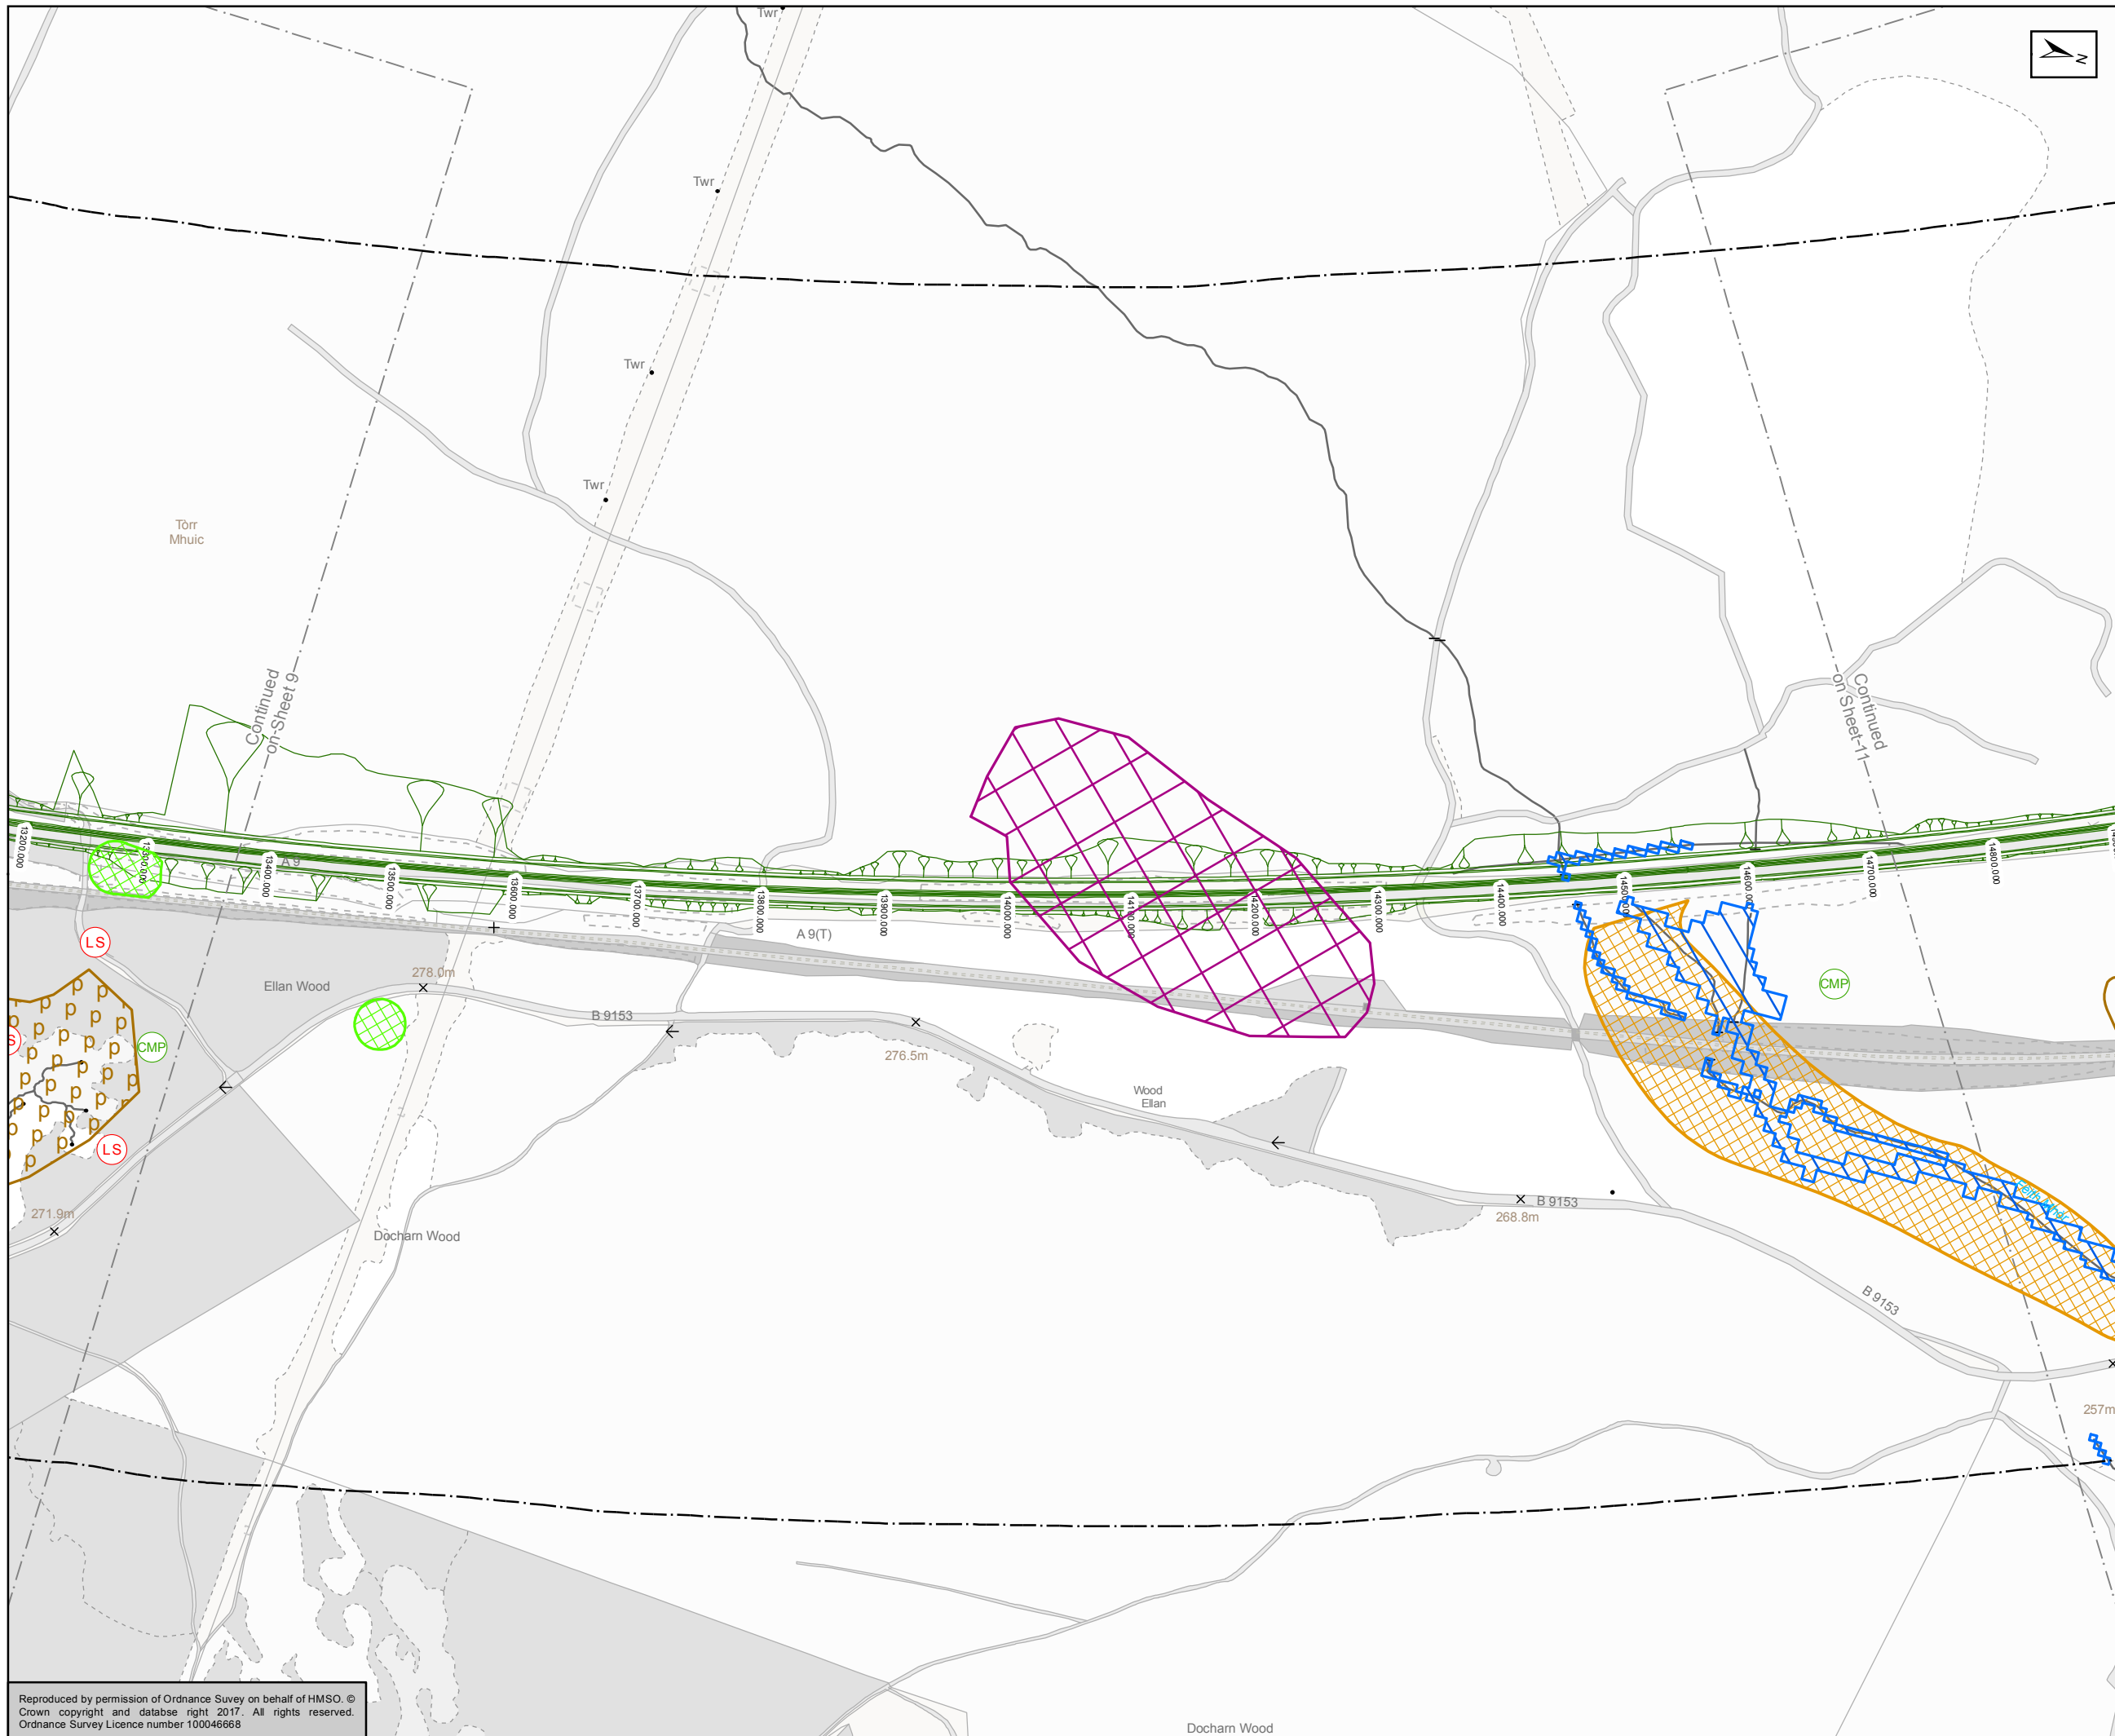 Twr
N
Twr
Twr
Twr
Tòrr
Mhuic
Continued
on Sheet 9
Continued
on Sheet 11
A 9
13200.000
13300.000
13400.000
13500.000
13600.000
13700.000
13800.000
13900.000
14000.000
14100.000
14200.000
14300.000
14400.000
14500.000
14600.000
14700.000
14800.000
A 9(T)
LS
278.0m
Ellan Wood
CMP
B 9153
276.5m
S
CMP
Wood
Ellan
LS
p p p p p p p p p p p p p p p p p p p p p p p
271.9m
Docharn Wood
B 9153
268.8m
B 9153
257m
Docharn Wood
Reproduced by permission of Ordnance Suvey on behalf of HMSO. ©
Crown copyright and databse right 2017. All rights reserved.
Ordnance Survey Licence number 100046668